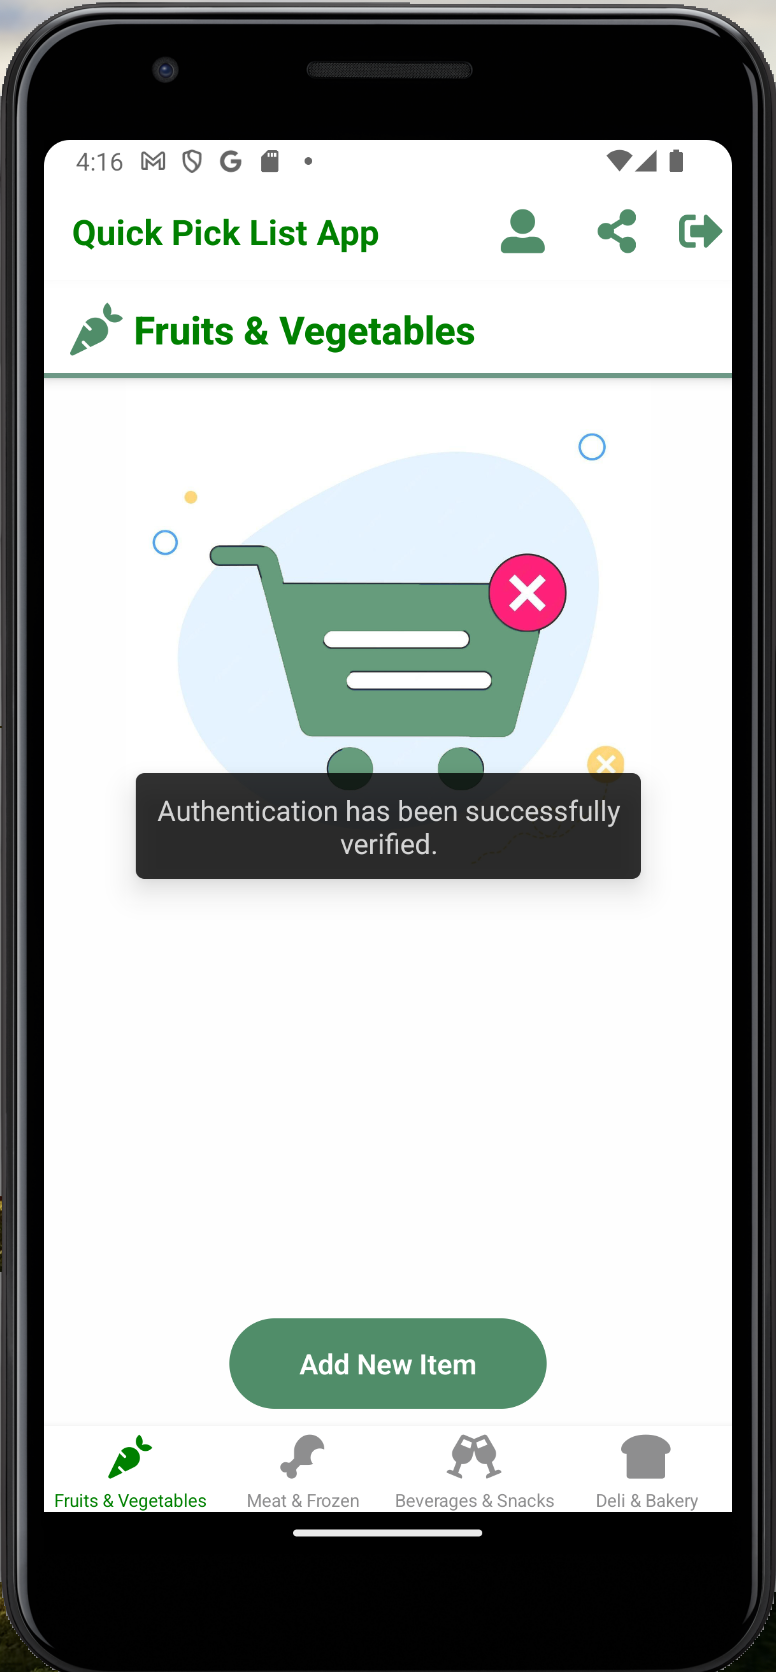 4:16
Quick Pick List App
Fruits & Vegetables
Authentication has been successfully
verified.
Add New Item
Fruits & Vegetables
Meat & Frozen
Beverages & Snacks
Deli & Bakery